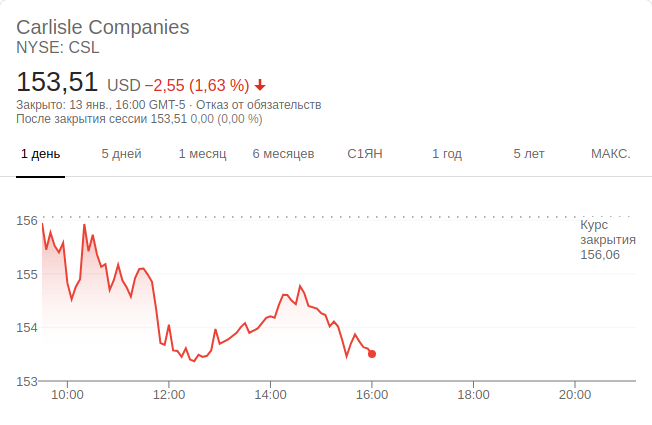 Carlisle Companies
NYSE: CSL
153,51 USD −2,55 (1,63 %)
Закрыто: 13 янв., 16:00 GMT-5 · Отказ от обязательств
После закрытия сессии 153,51 0,00 (0,00 %)
1 день 5 дней 1 месяц 6 месяцев С1ЯН 1 год 5 лет МАКС.
156
Курс
закрытия
156,06
155
154
153
10:00 12:00 14:00 16:00 18:00 20:00